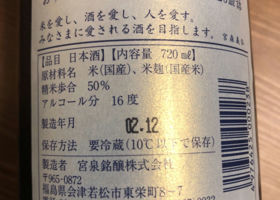 米を愛し、酒を愛し、人を愛す。
みなさまに愛される酒を目指します。
【品目 日本酒】【内容量 720㎖】
原材料名 米(国産)、米麹(国産米)
精米歩合 50%
アルコール分 16度
製造年月 02.12
保存方法 要冷蔵(10℃以下で保存)
製造者 宮泉銘醸株式会社
〒965-0872
福島県会津若松市東栄町8-7